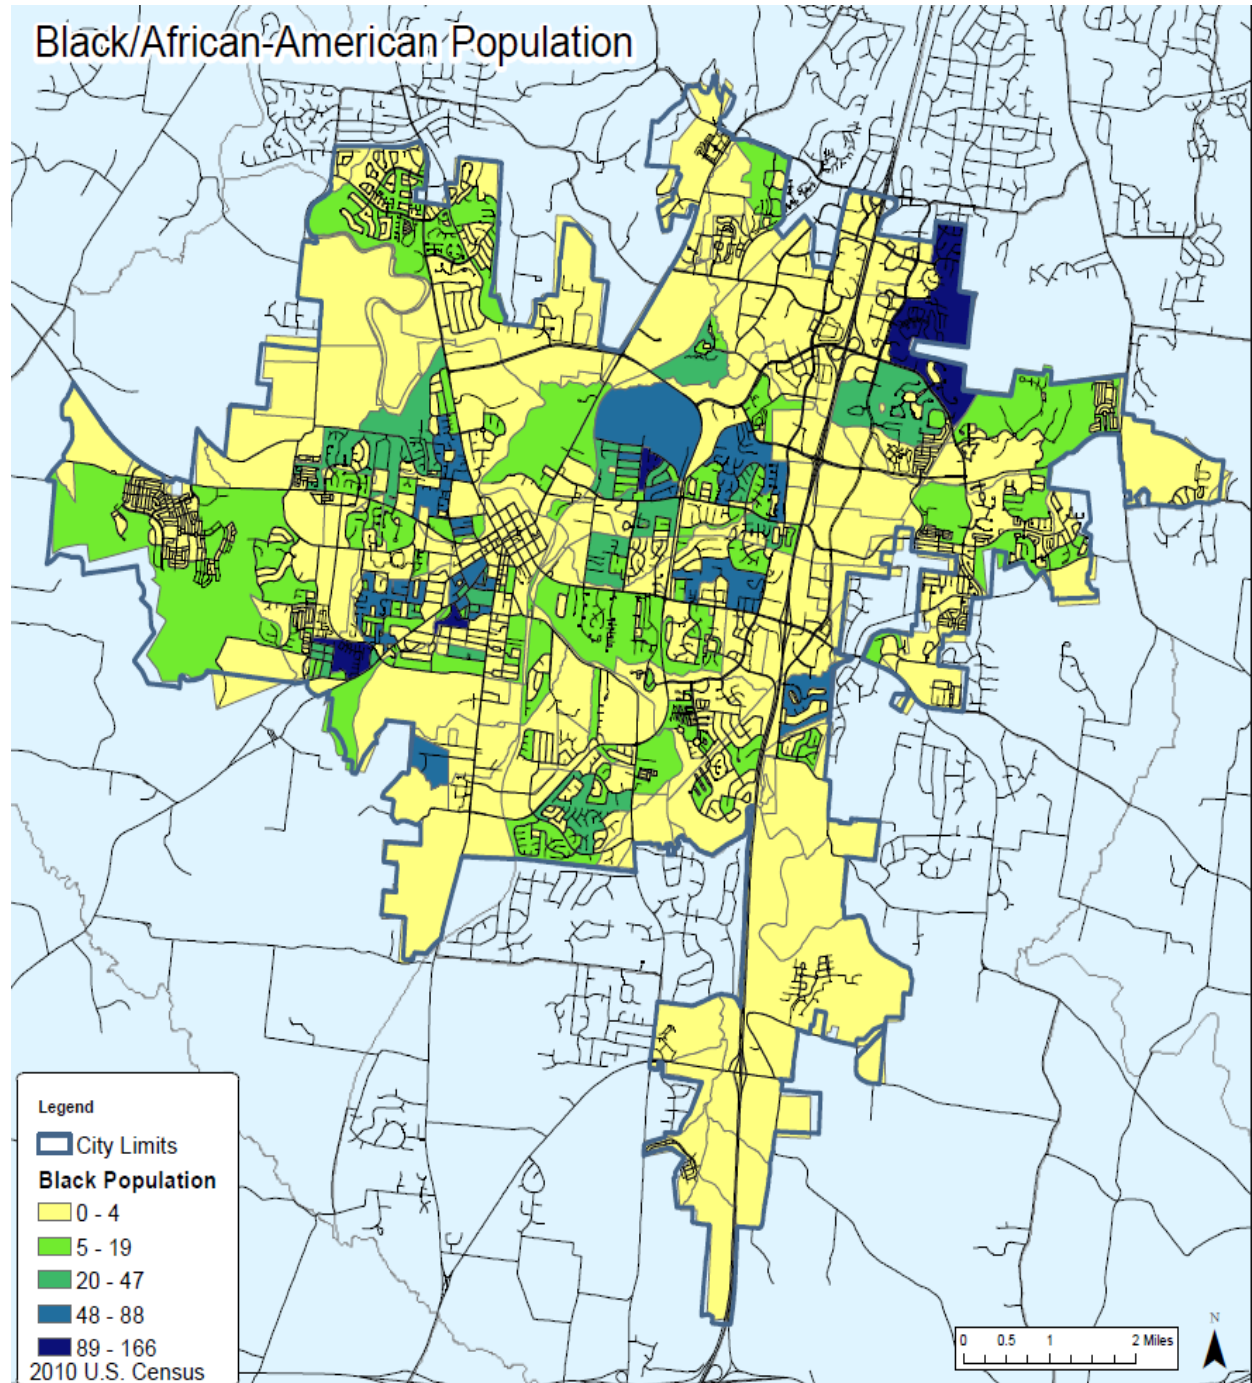 Black/African-American Population
Legend
City Limits
Black Population
0 - 4
5 - 19
20 - 47
48 - 88
89 - 166
2010 U.S. Census
0 0.5 1 2 Miles
N